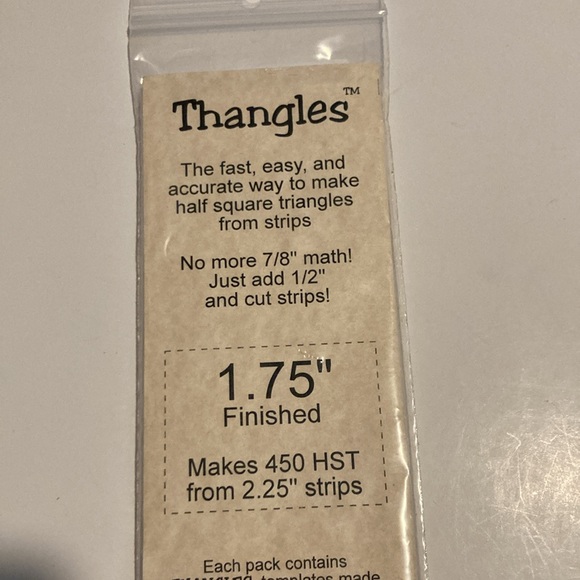 Thangles™
The fast, easy, and
accurate way to make
half square triangles
from strips
No more 7/8" math!
Just add 1/2"
and cut strips!
1.75"
Finished
Makes 450 HST
from 2.25" strips
Each pack contains
templates made